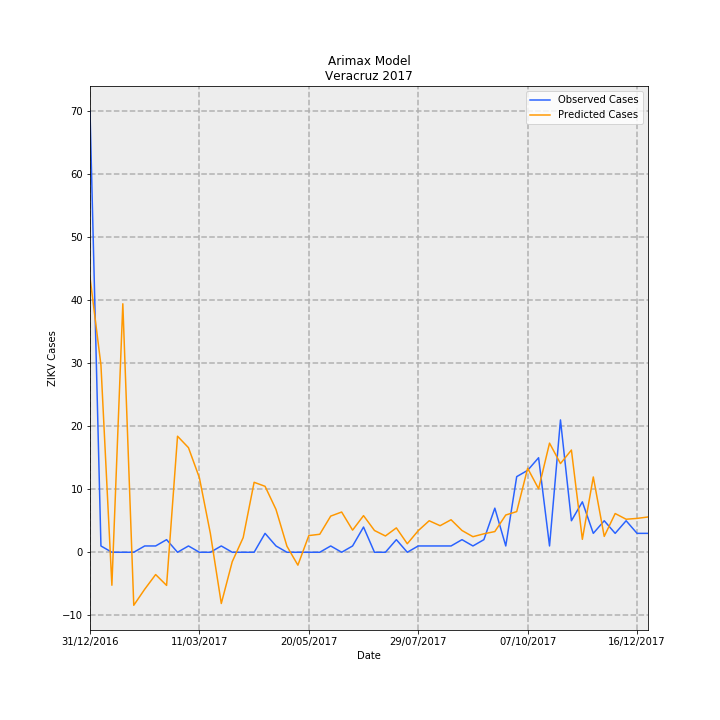 Arimax Model
Veracruz 2017
Observed Cases
Predicted Cases
70
60
50
40
30
20
10
0
−10
ZIKV Cases
31/12/2016 11/03/2017 20/05/2017 29/07/2017 07/10/2017 16/12/2017
Date